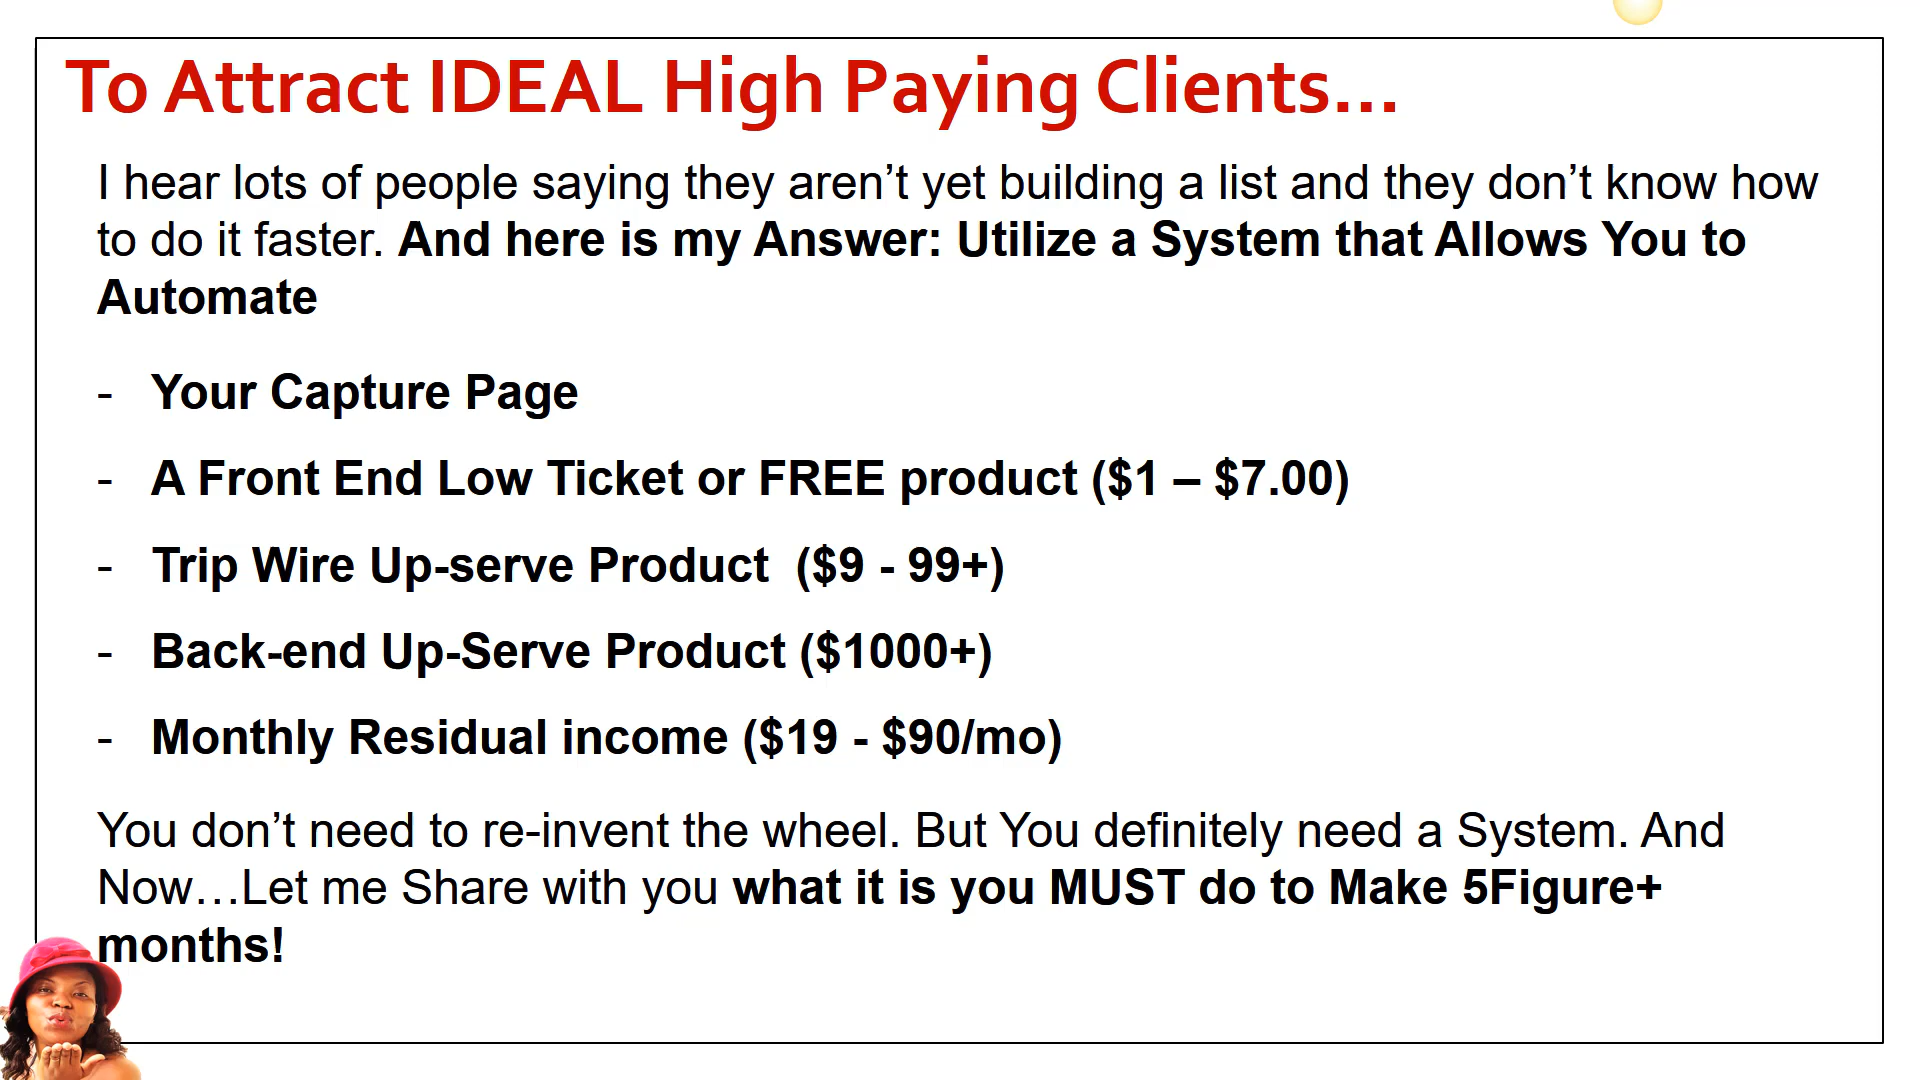 To Attract IDEAL High Paying Clients...
I hear lots of people saying they aren’t yet building a list and they don’t know how
to do it faster. And here is my Answer: Utilize a System that Allows You to
Automate
- Your Capture Page
- A Front End Low Ticket or FREE product ($1 – $7.00)
- Trip Wire Up-serve Product  ($9 - 99+)
- Back-end Up-Serve Product ($1000+)
- Monthly Residual income ($19 - $90/mo)
You don’t need to re-invent the wheel. But You definitely need a System. And
Now…Let me Share with you what it is you MUST do to Make 5Figure+
months!